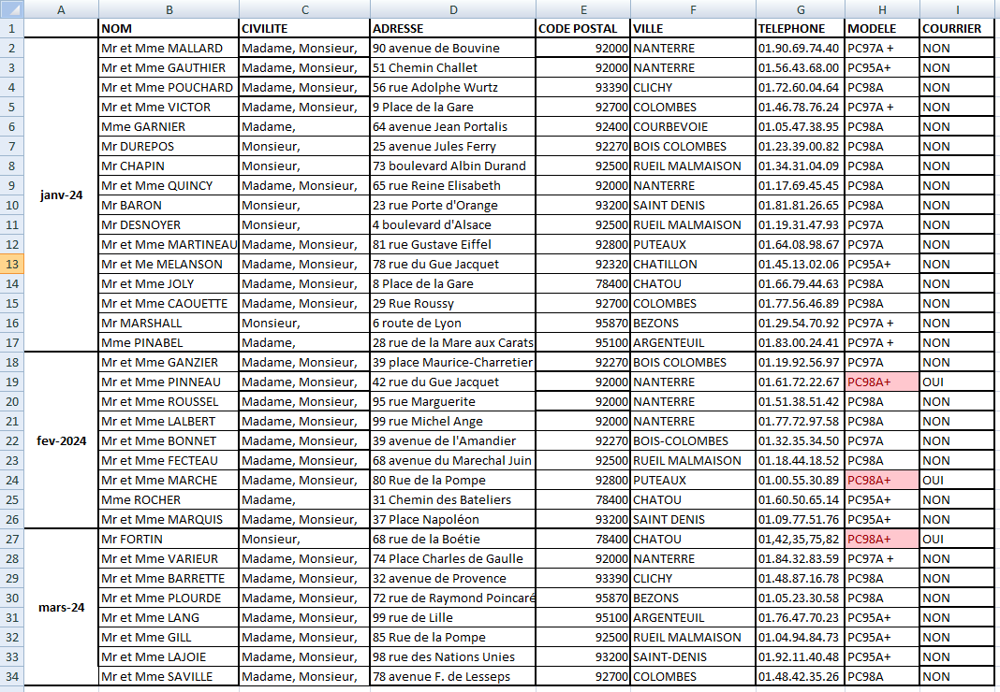 A B C D E F G H I
1 NOM CIVILITE ADRESSE CODE POSTAL VILLE TELEPHONE MODELE COURRIER
2 Mr et Mme MALLARD Madame, Monsieur, 90 avenue de Bouvine 92000 NANTERRE 01.90.69.74.40 PC97A + NON
3 Mr et Mme GAUTHIER Madame, Monsieur, 51 Chemin Challet 92000 NANTERRE 01.56.43.68.00 PC95A+ NON
4 Mr et Mme POUCHARD Madame, Monsieur, 56 rue Adolphe Wurtz 93390 CLICHY 01.72.60.04.64 PC98A NON
5 Mr et Mme VICTOR Madame, Monsieur, 9 Place de la Gare 92700 COLOMBES 01.46.78.76.24 PC97A + NON
6 Mme GARNIER Madame, 64 avenue Jean Portalis 92400 COURBEVOIE 01.05.47.38.95 PC98A NON
7 Mr DUREPOS Monsieur, 25 avenue Jules Ferry 92270 BOIS COLOMBES 01.23.39.00.82 PC98A NON
8 Mr CHAPIN Monsieur, 73 boulevard Albin Durand 92500 RUEIL MALMAISON 01.34.31.04.09 PC98A NON
9 Mr et Mme QUINCY Madame, Monsieur, 65 rue Reine Elisabeth 92000 NANTERRE 01.17.69.45.45 PC98A NON
janv-24
10 Mr BARON Monsieur, 23 rue Porte d'Orange 93200 SAINT DENIS 01.81.81.26.65 PC98A NON
11 Mr DESNOYER Monsieur, 4 boulevard d'Alsace 92500 RUEIL MALMAISON 01.19.31.47.93 PC97A NON
12 Mr et Mme MARTINEAU Madame, Monsieur, 81 rue Gustave Eiffel 92800 PUTEAUX 01.64.08.98.67 PC97A NON
13 Mr et Me MELANSON Madame, Monsieur, 78 rue du Gue Jacquet 92320 CHATILLON 01.45.13.02.06 PC95A+ NON
14 Mr et Mme JOLY Madame, Monsieur, 8 Place de la Gare 78400 CHATOU 01.66.79.44.63 PC98A NON
15 Mr et Mme CAOUETTE Madame, Monsieur, 29 Rue Roussy 92700 COLOMBES 01.77.56.46.89 PC98A NON
16 Mr MARSHALL Monsieur, 6 route de Lyon 95870 BEZONS 01.29.54.70.92 PC97A + NON
17 Mme PINABEL Madame, 28 rue de la Mare aux Carats 95100 ARGENTEUIL 01.83.00.24.41 PC97A + NON
18 Mr et Mme GANZIER Madame, Monsieur, 39 place Maurice-Charretier 92270 BOIS COLOMBES 01.19.92.56.97 PC97A NON
19 Mr et Mme PINNEAU Madame, Monsieur, 42 rue du Gue Jacquet 92000 NANTERRE 01.61.72.22.67 PC98A+ OUI
20 Mr et Mme ROUSSEL Madame, Monsieur, 95 rue Marguerite 92000 NANTERRE 01.51.38.51.42 PC98A NON
21 Mr et Mme LALBERT Madame, Monsieur, 99 rue Michel Ange 92000 NANTERRE 01.77.72.97.58 PC98A NON
22 fev-2024 Mr et Mme BONNET Madame, Monsieur, 39 avenue de l'Amandier 92270 BOIS-COLOMBES 01.32.35.34.50 PC97A NON
23 Mr et Mme FECTEAU Madame, Monsieur, 68 avenue du Marechal Juin 92500 RUEIL MALMAISON 01.18.44.18.52 PC98A NON
24 Mr et Mme MARCHE Madame, Monsieur, 80 Rue de la Pompe 92800 PUTEAUX 01.00.55.30.89 PC98A+ OUI
25 Mme ROCHER Madame, 31 Chemin des Bateliers 78400 CHATOU 01.60.50.65.14 PC95A+ NON
26 Mr et Mme MARQUIS Madame, Monsieur, 37 Place Napoléon 93200 SAINT DENIS 01.09.77.51.76 PC95A+ NON
27 Mr FORTIN Monsieur, 68 rue de la Boétie 78400 CHATOU 01,42,35,75,82 PC98A+ OUI
28 Mr et Mme VARIEUR Madame, Monsieur, 74 Place Charles de Gaulle 92000 NANTERRE 01.84.32.83.59 PC97A + NON
29 Mr et Mme BARRETTE Madame, Monsieur, 32 avenue de Provence 93390 CLICHY 01.48.87.16.78 PC98A NON
30 Mr et Mme PLOURDE Madame, Monsieur, 72 rue de Raymond Poincaré 95870 BEZONS 01.05.23.30.58 PC98A NON
mars-24
31 Mr et Mme LANG Madame, Monsieur, 99 rue de Lille 95100 ARGENTEUIL 01.76.47.70.23 PC95A+ NON
32 Mr et Mme GILL Madame, Monsieur, 85 Rue de la Pompe 92500 RUEIL MALMAISON 01.04.94.84.73 PC95A+ NON
33 Mr et Mme LAJOIE Madame, Monsieur, 98 rue des Nations Unies 93200 SAINT-DENIS 01.92.11.40.48 PC95A+ NON
34 Mr et Mme SAVILLE Madame, Monsieur, 78 avenue F. de Lesseps 92700 COLOMBES 01.48.42.35.26 PC98A NON